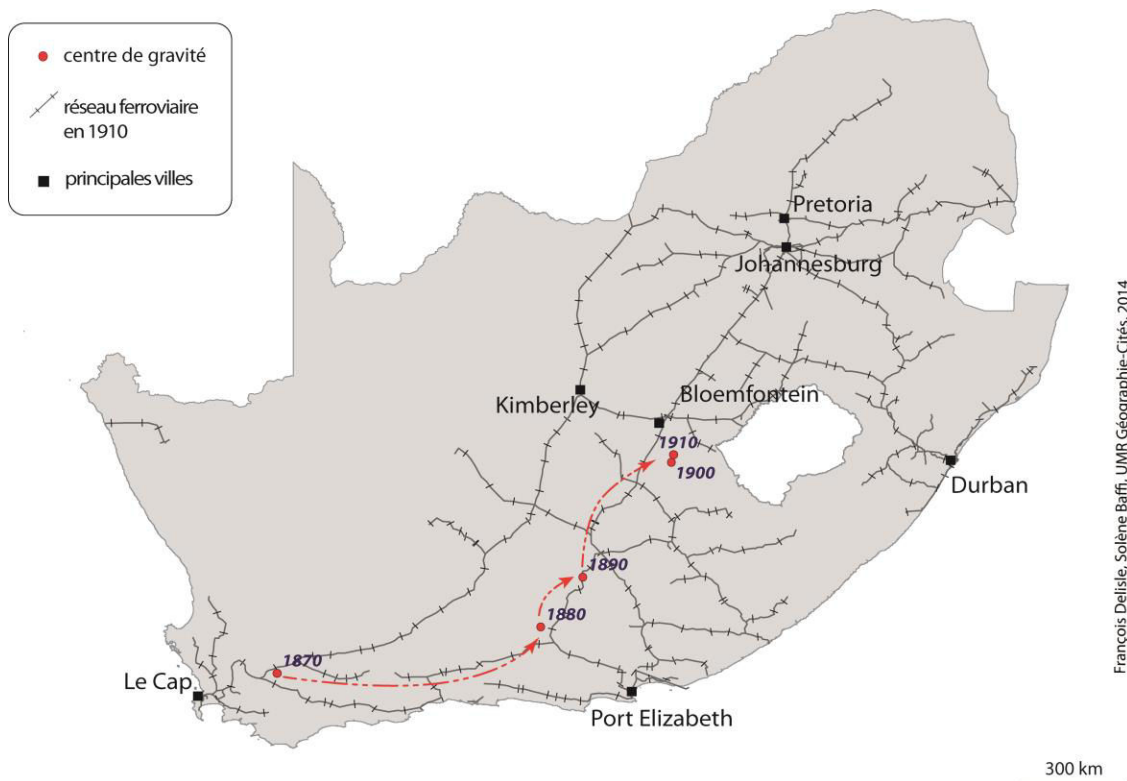 centre de gravité
réseau ferroviaire
en 1910
principales villes
Pretoria
Johannesburg
Kimberley
Bloemfontein
1910
1900
Durban
1890
1880
1870
Le Cap
Port Elizabeth
300 km
François Delisle, Solène Baffi, UMR Géographie-Cités, 2014